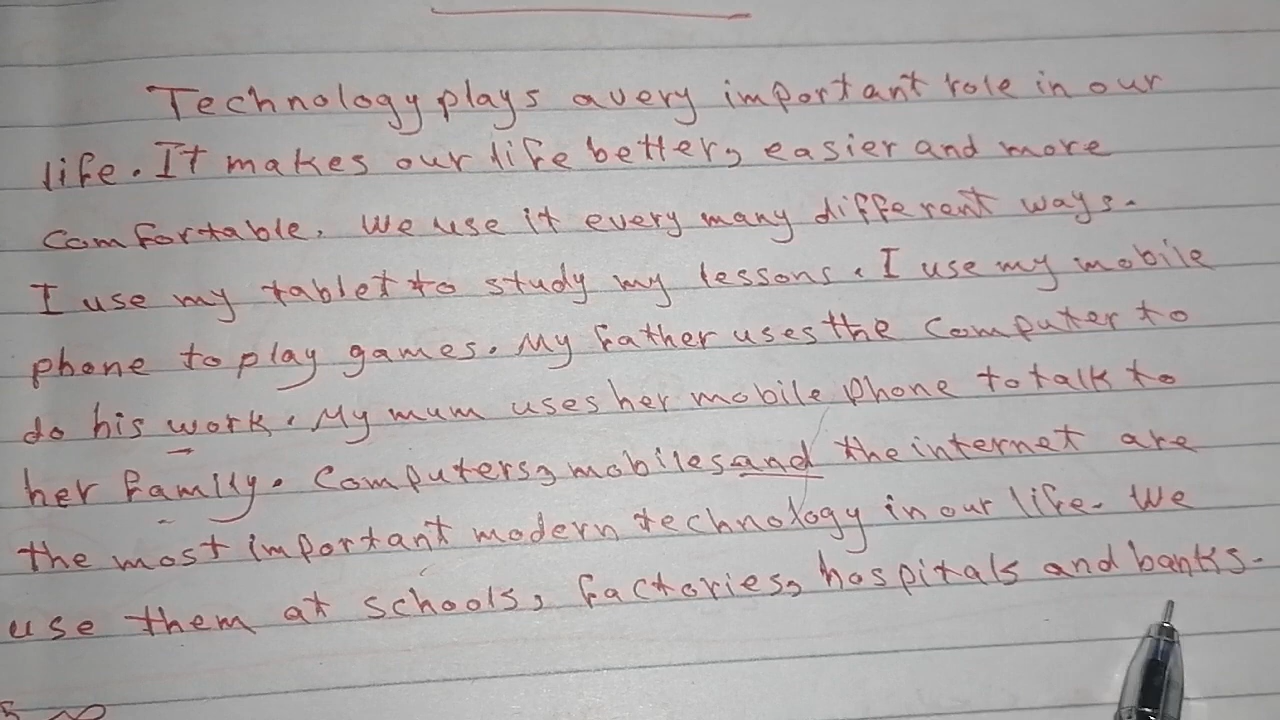 Technology plays a very important role in our
life. It makes our life better, easier and more
comfortable. We use it every many different ways.
I use my tablet to study my lessons. I use my mobile
phone to play games. My father uses the computer to
do his work. My mum uses her mobile phone to talk to
her family. Computers, mobiles and the internet are
the most important modern technology in our life. We
use them at schools, factories, hospitals and banks.